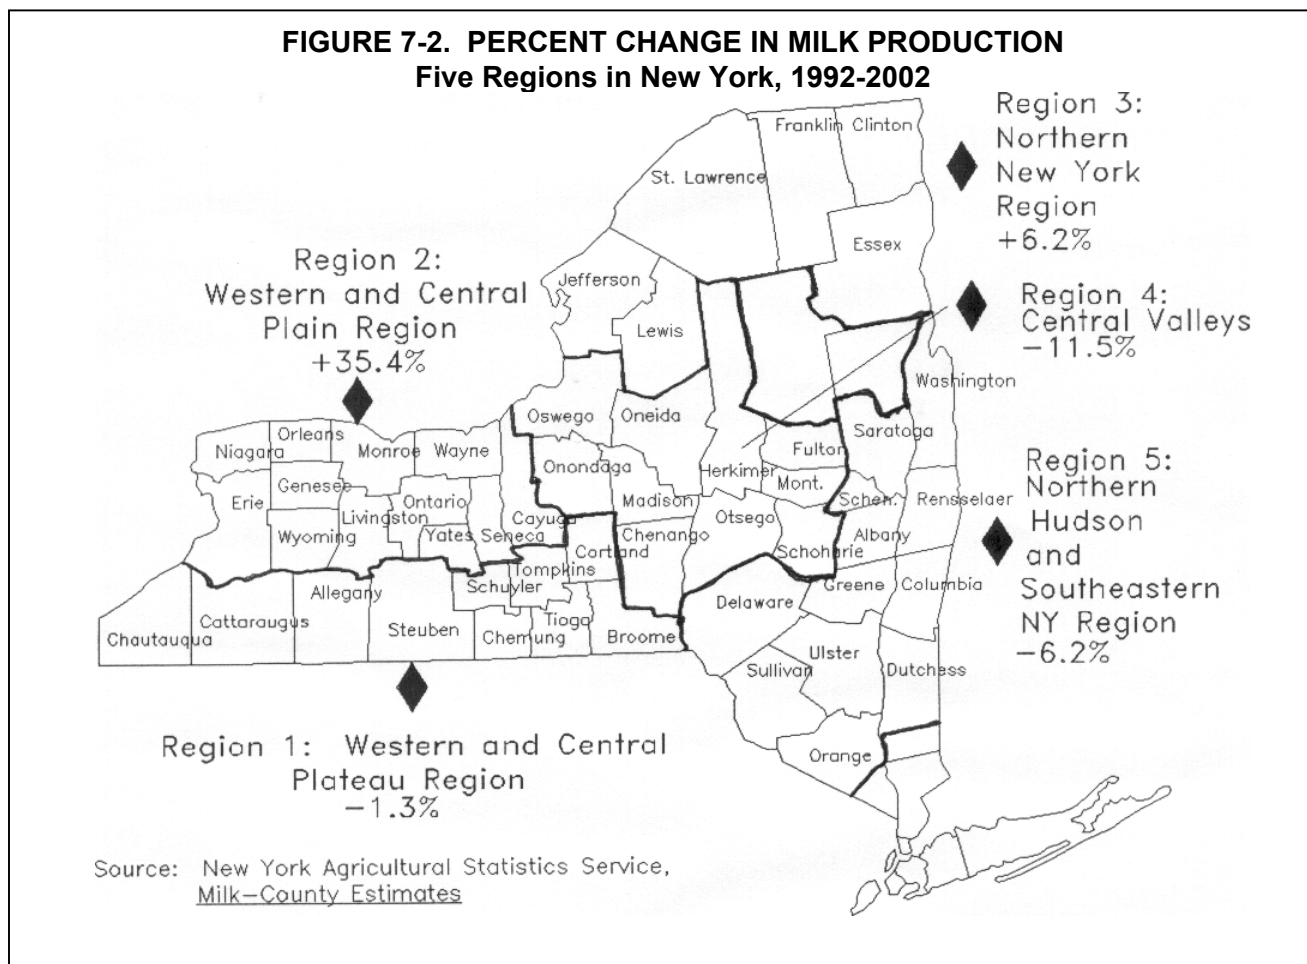 FIGURE 7-2. PERCENT CHANGE IN MILK PRODUCTION
Five Regions in New York, 1992-2002
Region 3:
Northern
New York
Region
+6.2%
Franklin
Clinton
St. Lawrence
Essex
Region 2:
Western and Central
Plain Region
+35.4%
Jefferson
Lewis
Region 4:
Central Valleys
−11.5%
Washington
Oswego
Oneida
Saratoga
Niagara
Orleans
Monroe
Wayne
Onondaga
Herkimer
Fulton
Mont.
Region 5:
Northern
Hudson
and
Southeastern
NY Region
−6.2%
Erie
Genesee
Ontario
Livingston
Wyoming
Yates
Seneca
Cayuga
Madison
Chenango
Otsego
Schen.
Rensselaer
Cortland
Schoharie
Albany
Tompkins
Schuyler
Allegany
Cattaraugus
Chautauqua
Steuben
Chemung
Tioga
Broome
Delaware
Greene
Columbia
Ulster
Sullivan
Dutchess
Orange
Region 1: Western and Central
Plateau Region
−1.3%
Source: New York Agricultural Statistics Service,
Milk−County Estimates